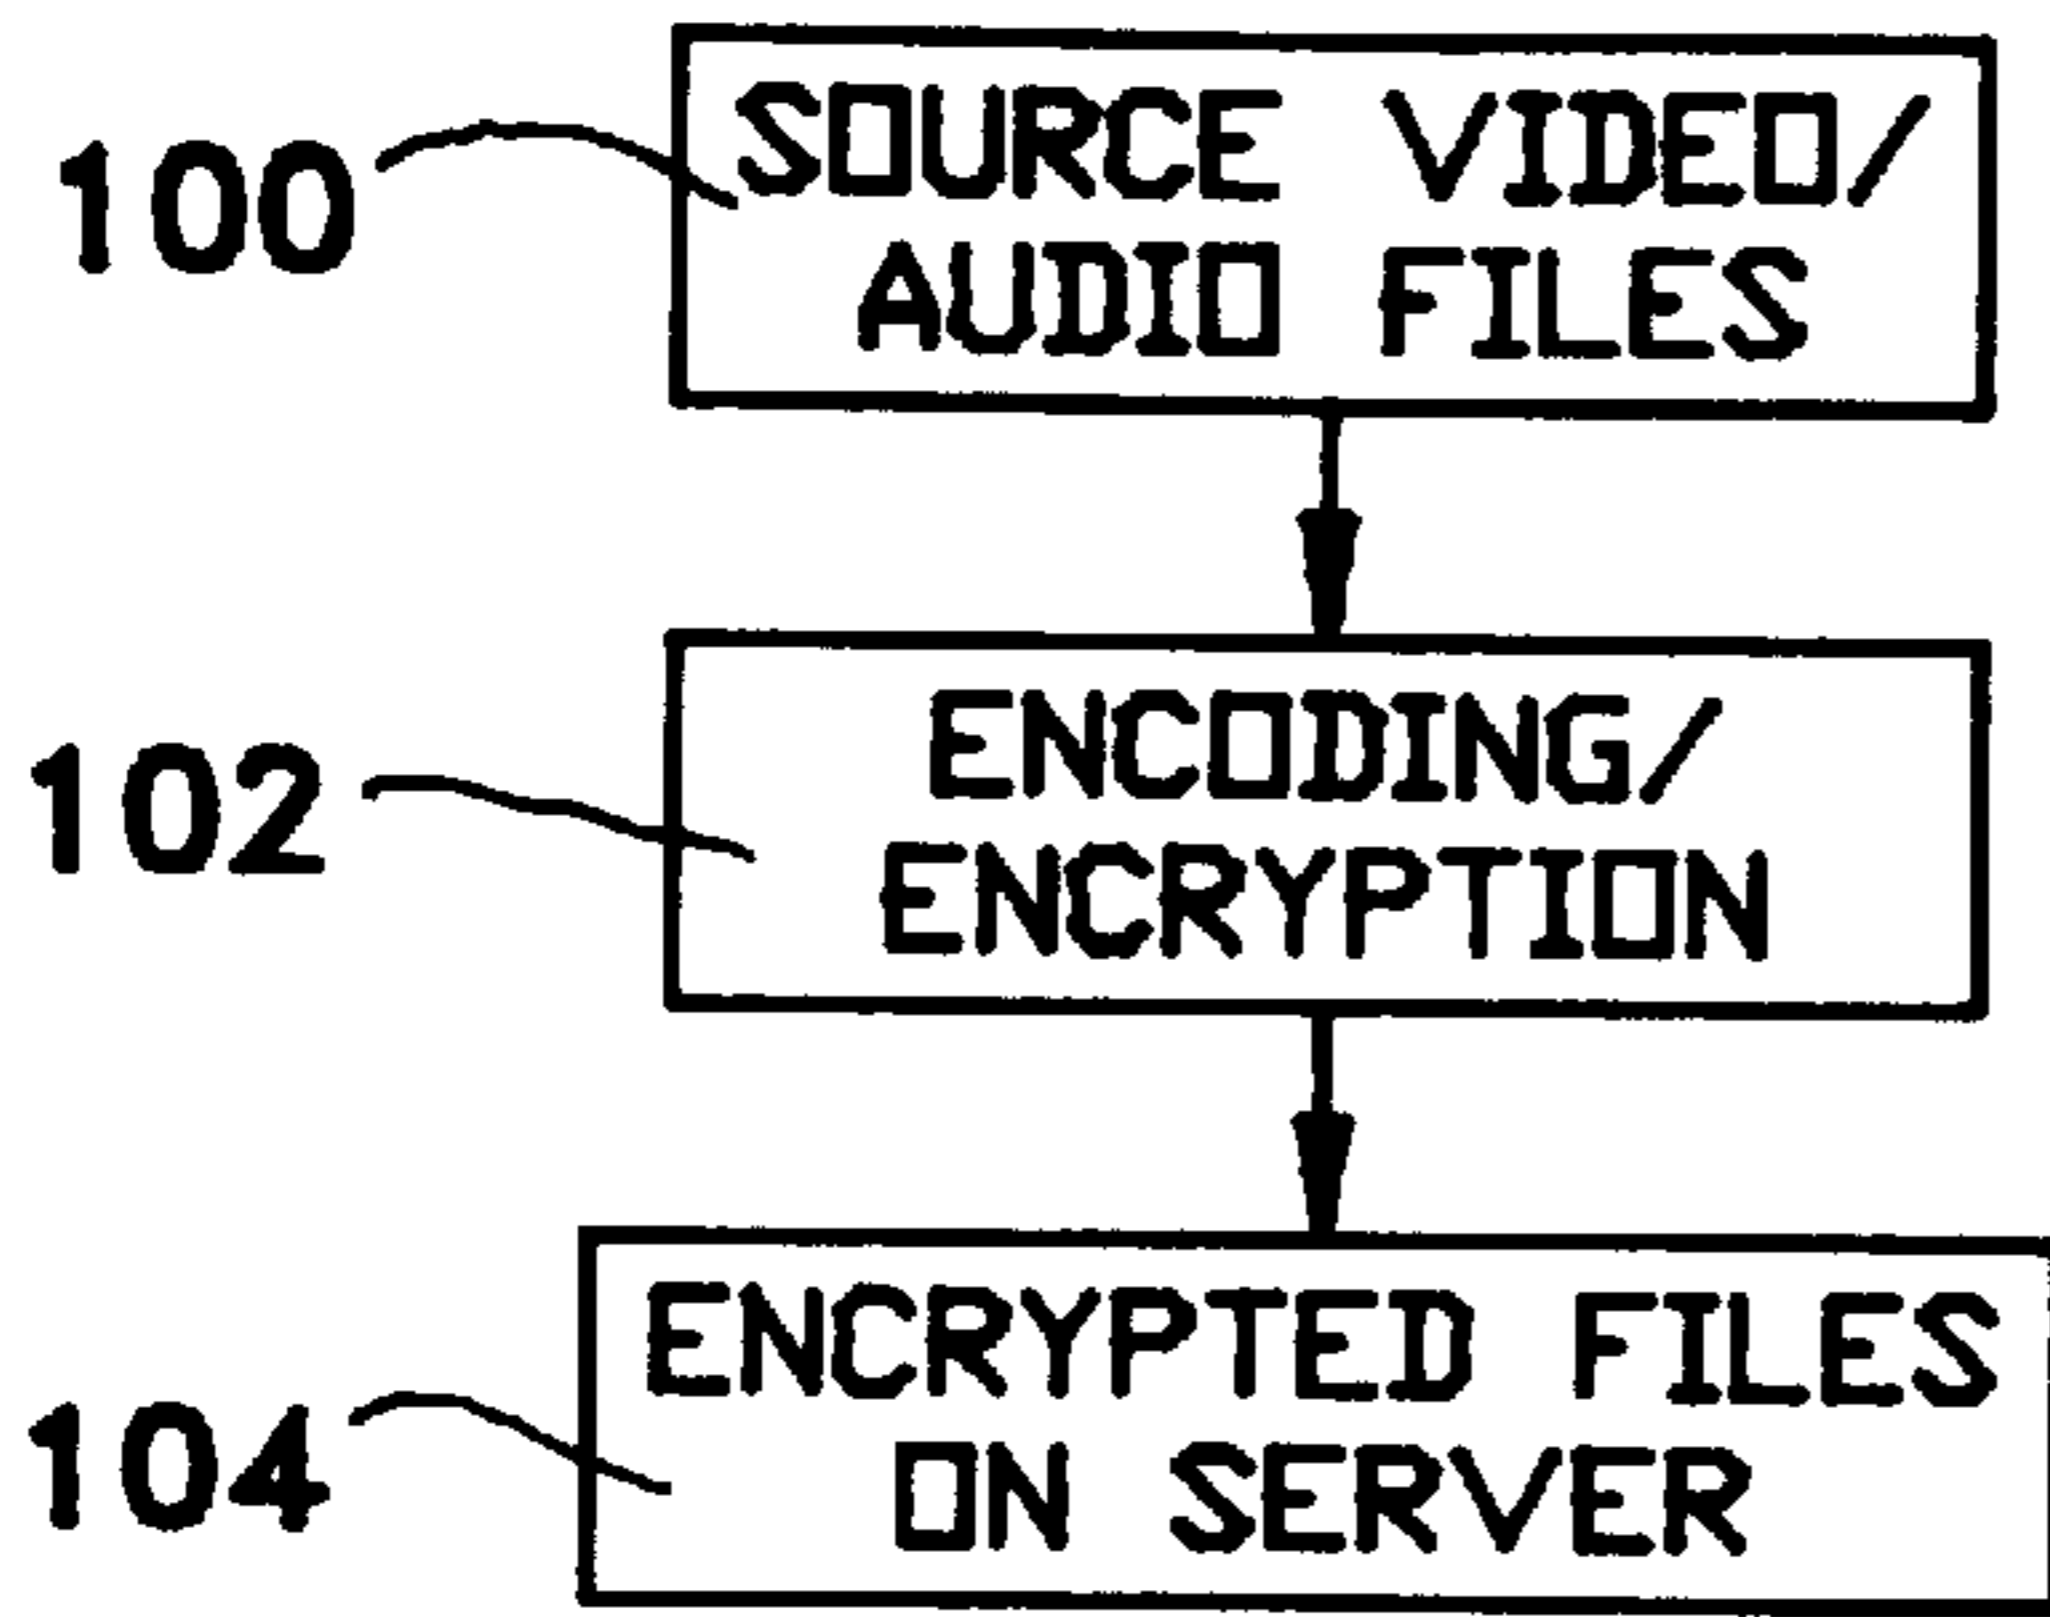 100
SOURCE VIDEO/
AUDIO FILES
102
ENCODING/
ENCRYPTION
104
ENCRYPTED FILES
ON SERVER